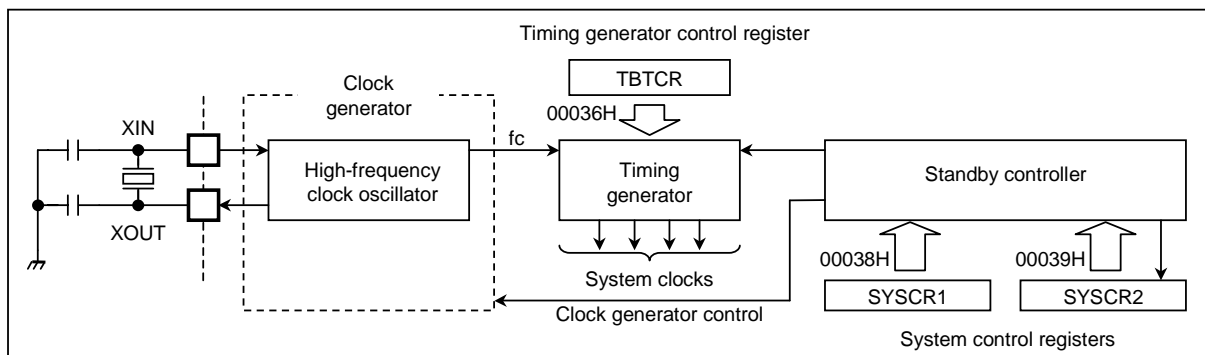 Timing generator control register
TBTCR
00036H
Clock
generator
XIN
XOUT
High-frequency
clock oscillator
fc
Timing
generator
System clocks
Standby controller
00038H
00039H
SYSCR1
SYSCR2
Clock generator control
System control registers